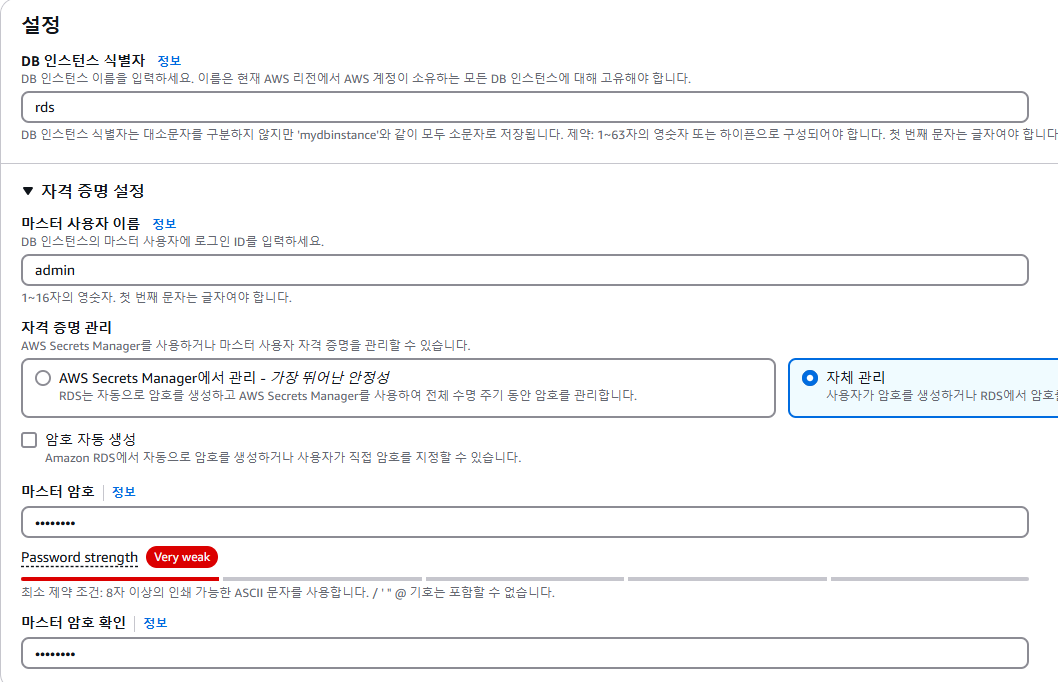 설정
DB 인스턴스 식별자 정보
DB 인스턴스 이름을 입력하세요. 이름은 현재 AWS 리전에서 AWS 계정이 소유하는 모든 DB 인스턴스에 대해 고유해야 합니다.
rds
DB 인스턴스 식별자는 대소문자를 구분하지 않지만 'mydbinstance'와 같이 모두 소문자로 저장됩니다. 제약: 1~63자의 영숫자 또는 하이픈으로 구성되어야 합니다. 첫 번째 문자는 글자여야 합니다
▼ 자격 증명 설정
마스터 사용자 이름 정보
DB 인스턴스의 마스터 사용자에 로그인 ID를 입력하세요.
admin
1~16자의 영숫자. 첫 번째 문자는 글자여야 합니다.
자격 증명 관리
AWS Secrets Manager를 사용하거나 마스터 사용자 자격 증명을 관리할 수 있습니다.
AWS Secrets Manager에서 관리 - 가장 뛰어난 안정성
RDS는 자동으로 암호를 생성하고 AWS Secrets Manager를 사용하여 전체 수명 주기 동안 암호를 관리합니다.
자체 관리
사용자가 암호를 생성하거나 RDS에서 암호를
암호 자동 생성
Amazon RDS에서 자동으로 암호를 생성하거나 사용자가 직접 암호를 지정할 수 있습니다.
마스터 암호 정보
••••••••
Password strength Very weak
최소 제약 조건: 8자 이상의 인쇄 가능한 ASCII 문자를 사용합니다. / ' " @ 기호는 포함할 수 없습니다.
마스터 암호 확인 정보
••••••••